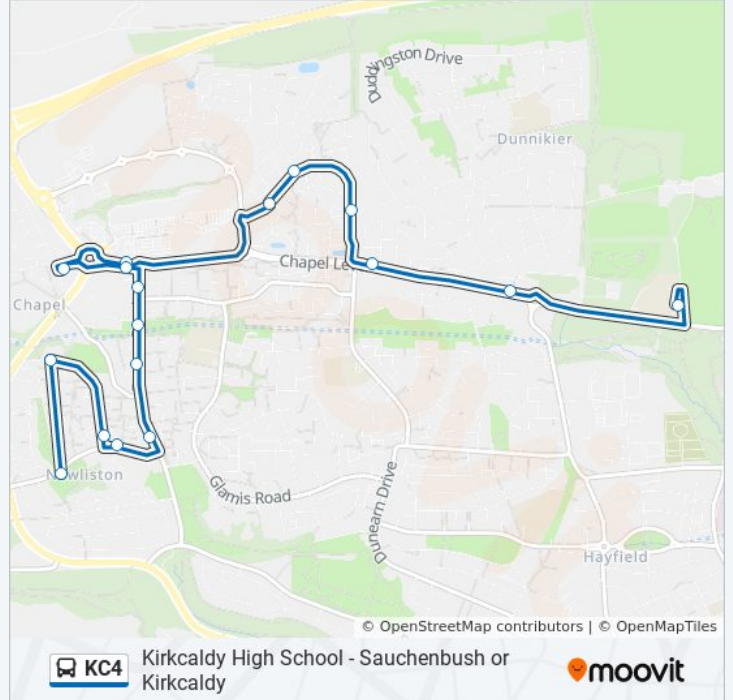 Duddingston Drive
Dunnikier
Chapel Le
Chapel
Newliston
Glamis Road
Dunearn Drive
Hayfield
© OpenStreetMap contributors | © OpenMapTiles
KC4
Kirkcaldy High School - Sauchenbush or
Kirkcaldy
moovit